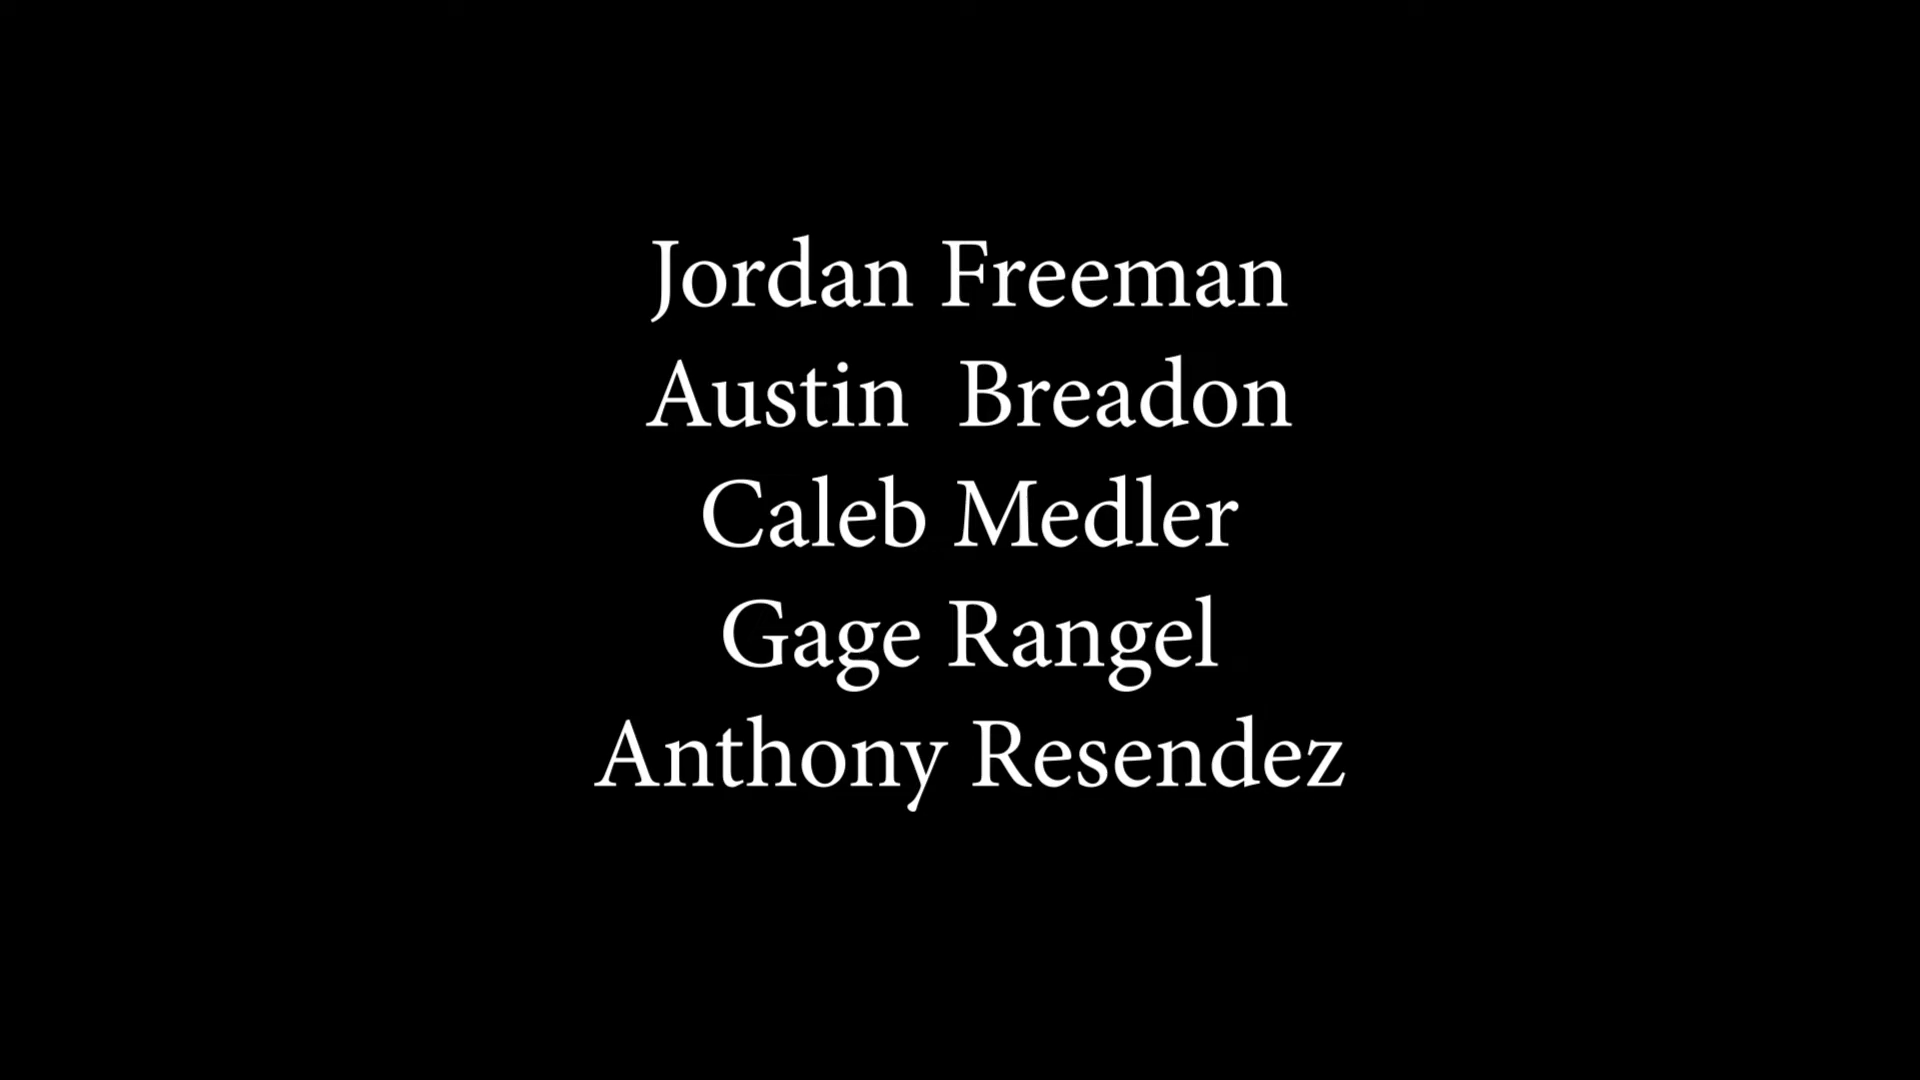 Jordan Freeman
Austin  Breadon
Caleb Medler
Gage Rangel
Anthony Resendez